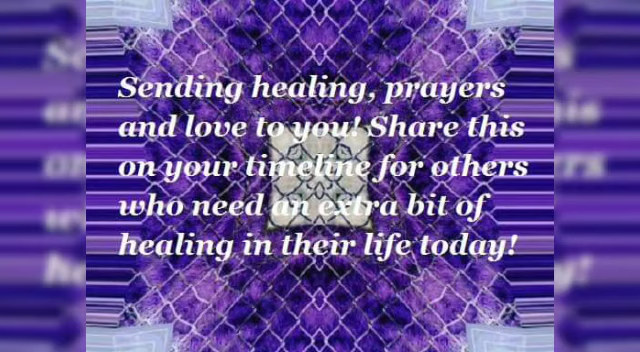 Sending healing, prayers
and love to you! Share this
on your timeline for others
who need an extra bit of
healing in their life today!